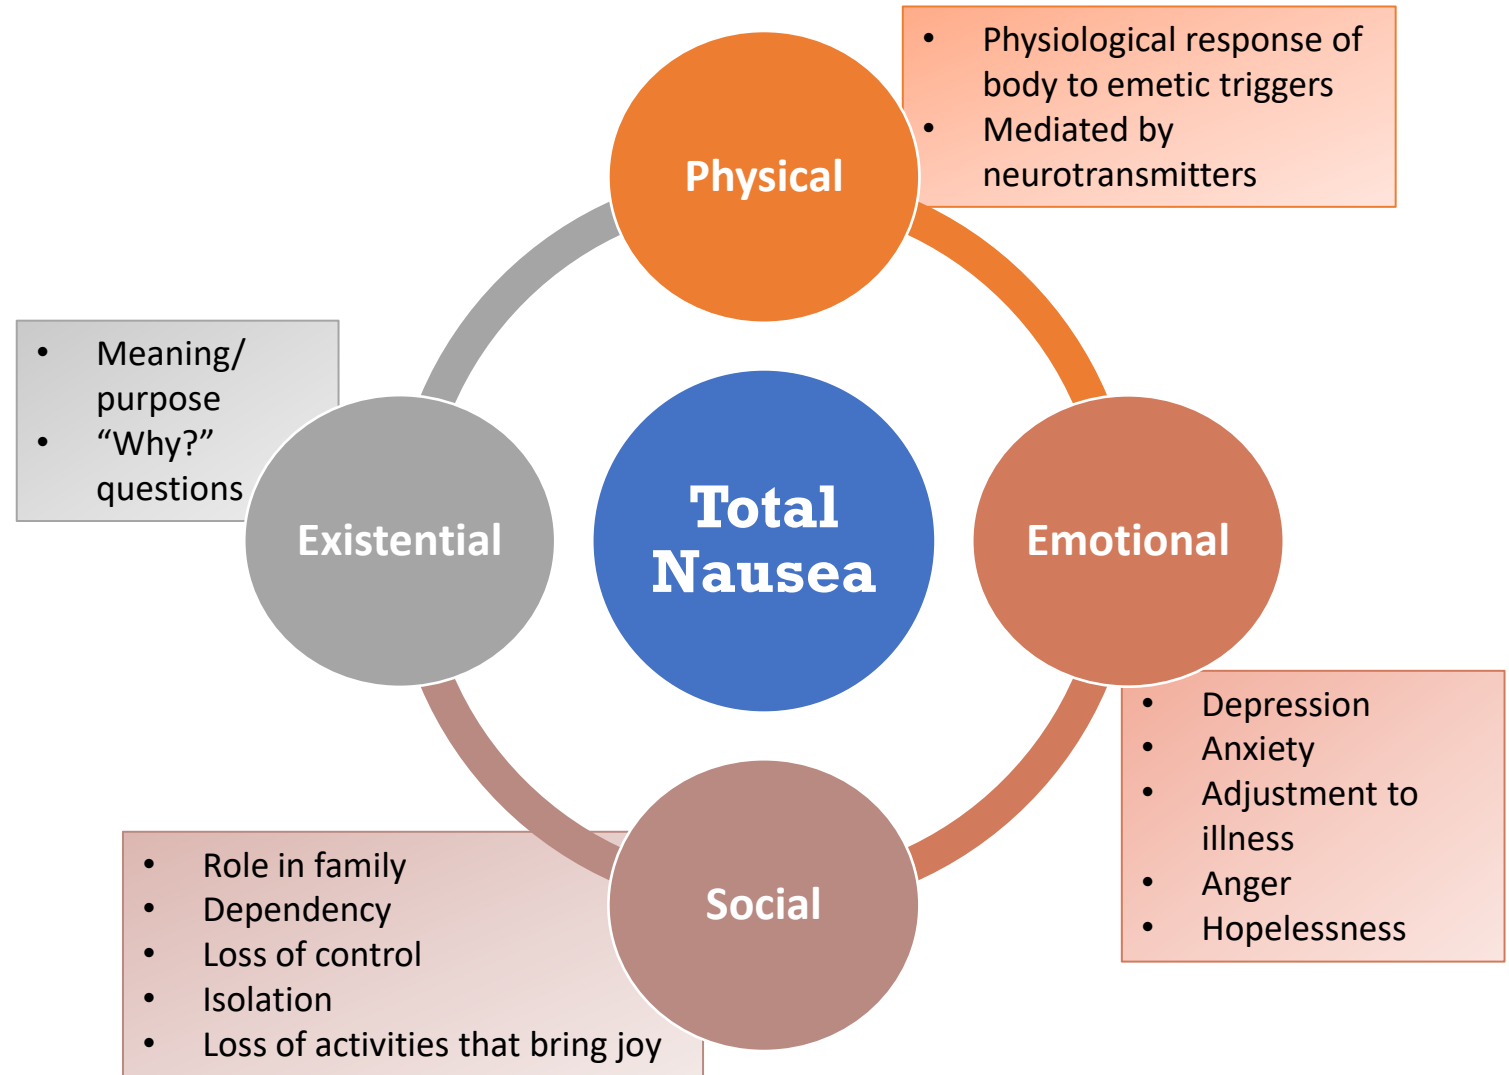 Physical
• Physiological response of
body to emetic triggers
• Mediated by
neurotransmitters
• Meaning/
purpose
• “Why?”
questions
Existential
Total
Nausea
Emotional
• Depression
• Anxiety
• Adjustment to
illness
• Anger
• Hopelessness
Social
• Role in family
• Dependency
• Loss of control
• Isolation
• Loss of activities that bring joy